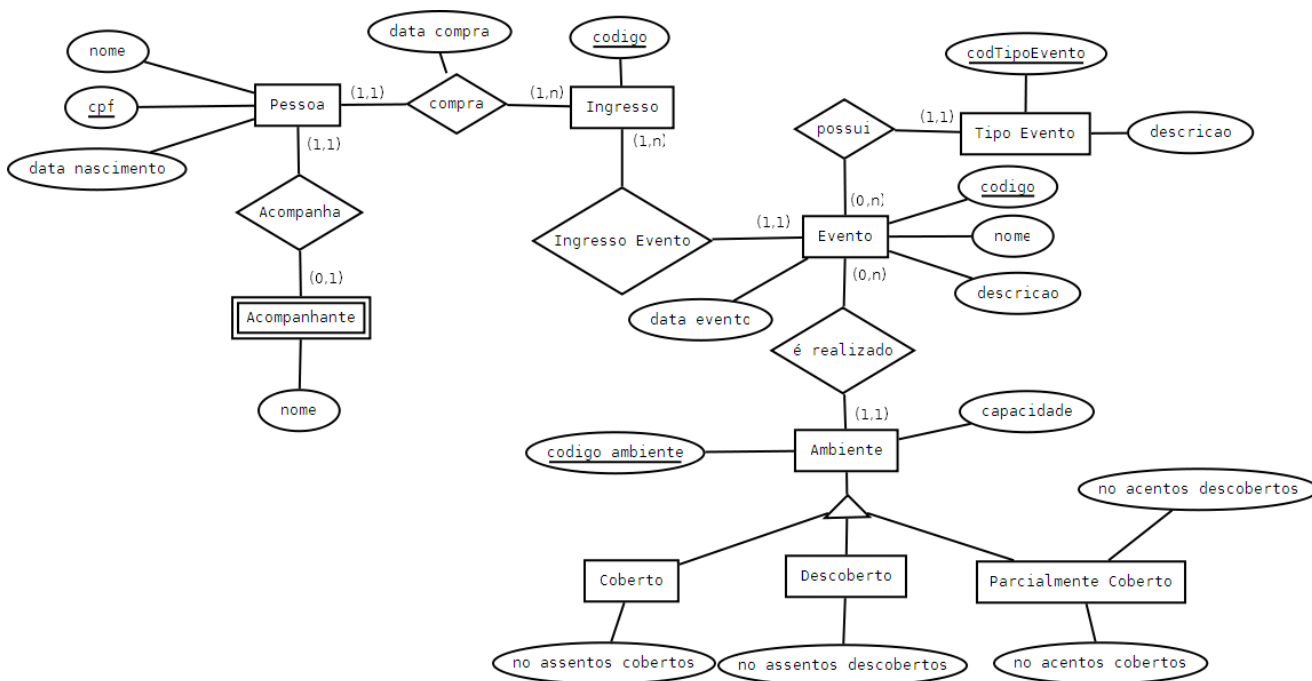 data compra
codigo
nome
codTipoEvento
cpf
Pessoa
(1,1)
compra
(1,n)
Ingresso
possui
(1,1)
Tipo Evento
descricao
data nascimento
(1,1)
(1,n)
Acompanha
(0,n)
codigo
Ingresso Evento
(1,1)
Evento
nome
(0,1)
(0,n)
descricao
Acompanhante
data evento
é realizado
nome
(1,1)
capacidade
codigo ambiente
Ambiente
no acentos descobertos
Coberto
Descoberto
Parcialmente Coberto
no assentos cobertos
no assentos descobertos
no acentos cobertos